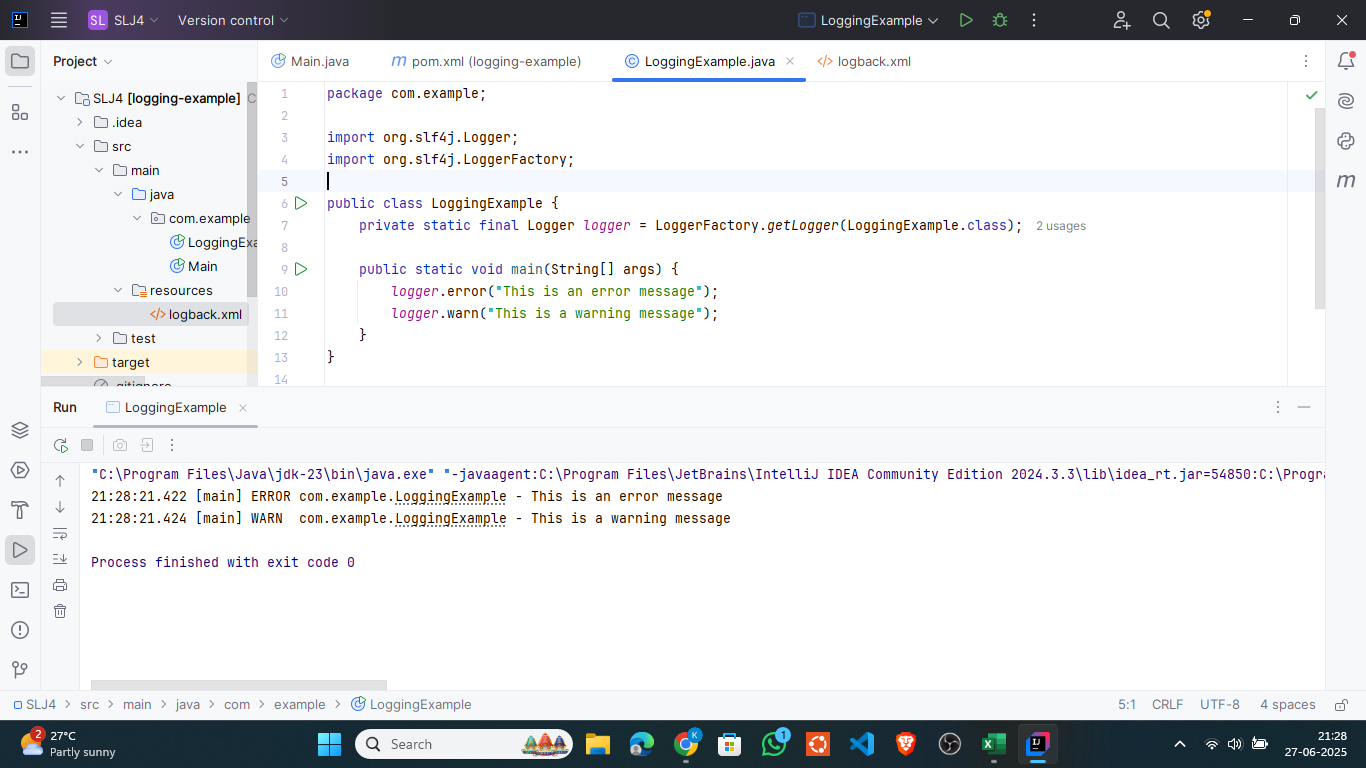 SL SLJ4 Version control LoggingExample
Project
Main.java pom.xml (logging-example) LoggingExample.java logback.xml
SLJ4 [logging-example] C
.idea
src
main
java
com.example
LoggingExa
Main
resources
logback.xml
test
target
.gitignore
1 package com.example;
2
3 import org.slf4j.Logger;
4 import org.slf4j.LoggerFactory;
5
6 public class LoggingExample {
7 private static final Logger logger = LoggerFactory.getLogger(LoggingExample.class); 2 usages
8
9 public static void main(String[] args) {
10 logger.error("This is an error message");
11 logger.warn("This is a warning message");
12 }
13 }
14
Run LoggingExample
"C:\Program Files\Java\jdk-23\bin\java.exe" "-javaagent:C:\Program Files\JetBrains\IntelliJ IDEA Community Edition 2024.3.3\lib\idea_rt.jar=54850:C:\Progra
21:28:21.422 [main] ERROR com.example.LoggingExample - This is an error message
21:28:21.424 [main] WARN  com.example.LoggingExample - This is a warning message
Process finished with exit code 0
SLJ4 > src > main > java > com > example > LoggingExample 5:1 CRLF UTF-8 4 spaces
2 27°C
Partly sunny
Search
K
1
21:28
27-06-2025